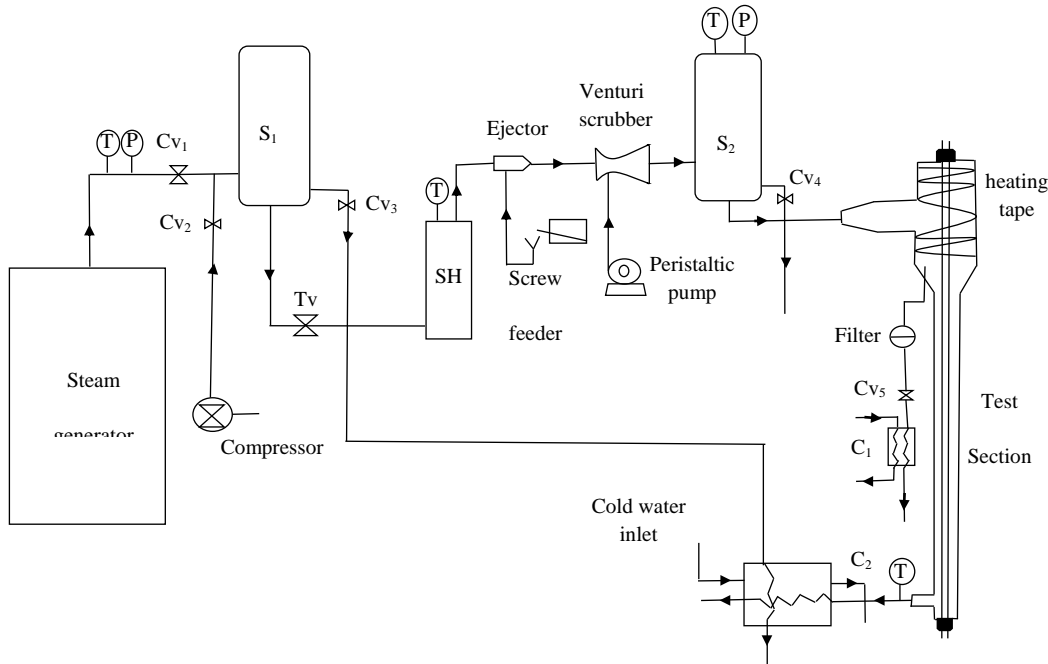 T
P
Cv1
Cv2
S1
Cv3
T
SH
Tv
Ejector
Screw
feeder
Venturi
scrubber
Peristaltic
pump
T
P
S2
Cv4
heating
tape
Filter
Cv5
C1
Test
Section
Steam
generator
Compressor
Cold water
inlet
C2
T